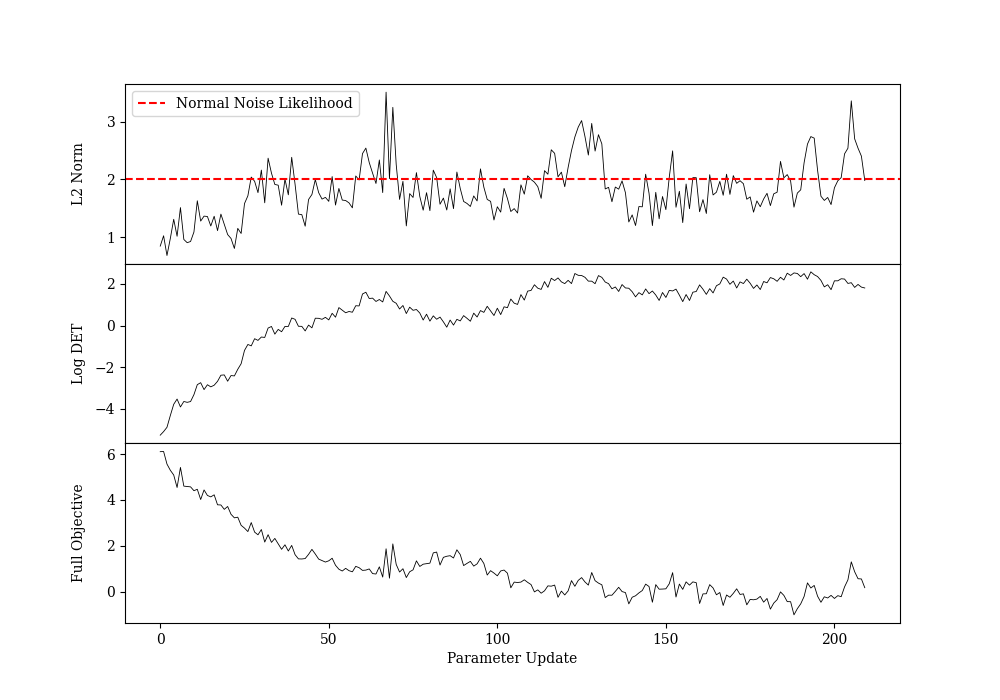 Normal Noise Likelihood
L2 Norm
3
2
1
Log DET
2
0
−2
−4
Full Objective
6
4
2
0
0 50 100 150 200
Parameter Update